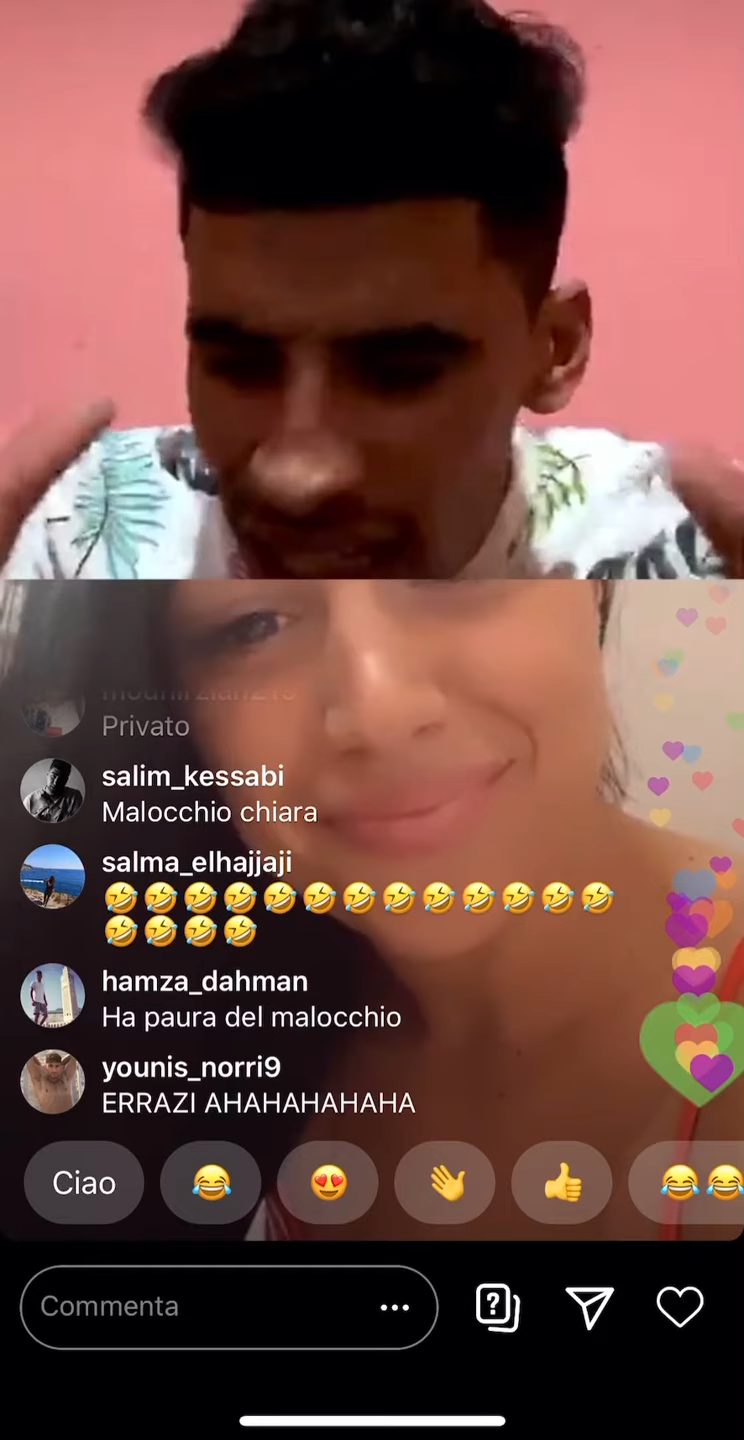 Privato
salim_kessabi
Malocchio chiara
salma_elhajjaji
🤣🤣🤣🤣🤣🤣🤣🤣🤣🤣🤣🤣🤣
🤣🤣🤣🤣
hamza_dahman
Ha paura del malocchio
younis_norri9
ERRAZI AHAHAHAHAHA
Ciao 😂 😍 👋 👍 😂😂
Commenta